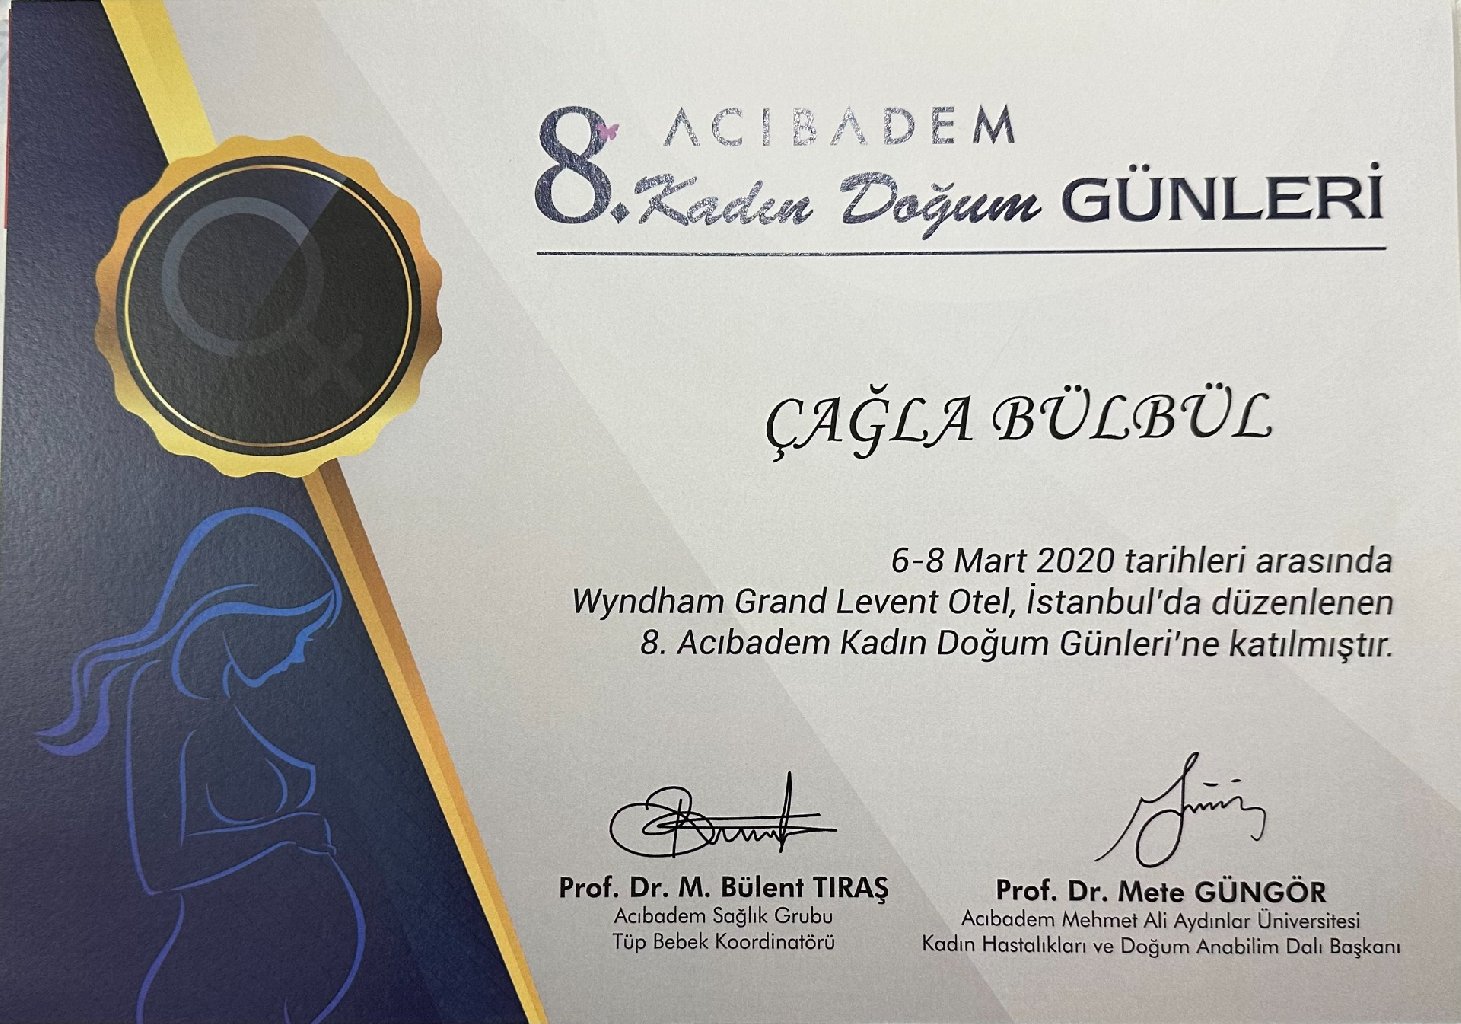 8. ACIBADEM
Kadın Doğum GÜNLERİ
ÇAĞLA BÜLBÜL
6-8 Mart 2020 tarihleri arasında
Wyndham Grand Levent Otel, İstanbul'da düzenlenen
8. Acıbadem Kadın Doğum Günleri'ne katılmıştır.
Prof. Dr. M. Bülent TIRAŞ
Acıbadem Sağlık Grubu
Tüp Bebek Koordinatörü
Prof. Dr. Mete GÜNGÖR
Acıbadem Mehmet Ali Aydınlar Üniversitesi
Kadın Hastalıkları ve Doğum Anabilim Dalı Başkanı